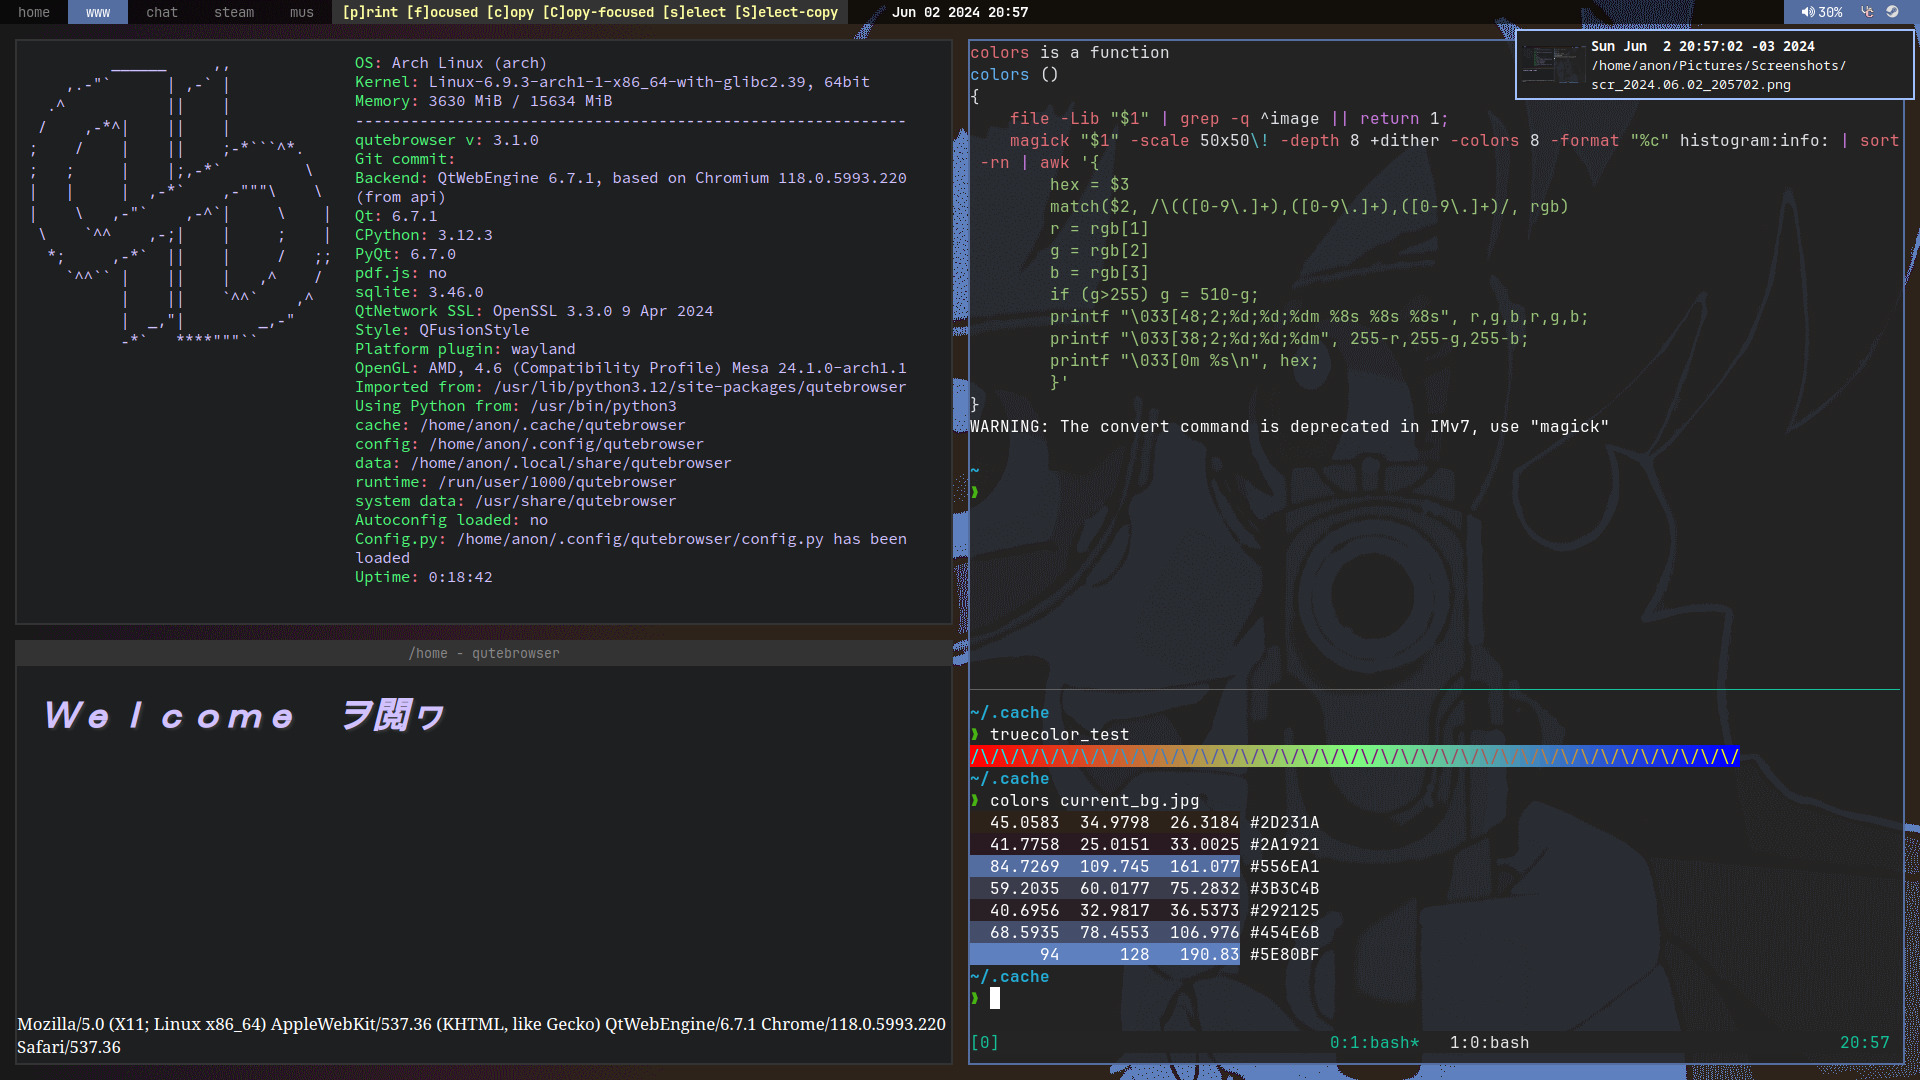 home www chat steam mus [p]rint [f]ocused [c]opy [C]opy-focused [s]elect [S]elect-copy Jun 02 2024 20:57 30%
OS: Arch Linux (arch)
Kernel: Linux-6.9.3-arch1-1-x86_64-with-glibc2.39, 64bit
Memory: 3630 MiB / 15634 MiB
------------------------------------------------------------
qutebrowser v: 3.1.0
Git commit:
Backend: QtWebEngine 6.7.1, based on Chromium 118.0.5993.220
(from api)
Qt: 6.7.1
CPython: 3.12.3
PyQt: 6.7.0
pdf.js: no
sqlite: 3.46.0
QtNetwork SSL: OpenSSL 3.3.0 9 Apr 2024
Style: QFusionStyle
Platform plugin: wayland
OpenGL: AMD, 4.6 (Compatibility Profile) Mesa 24.1.0-arch1.1
Imported from: /usr/lib/python3.12/site-packages/qutebrowser
Using Python from: /usr/bin/python3
cache: /home/anon/.cache/qutebrowser
config: /home/anon/.config/qutebrowser
data: /home/anon/.local/share/qutebrowser
runtime: /run/user/1000/qutebrowser
system data: /usr/share/qutebrowser
Autoconfig loaded: no
Config.py: /home/anon/.config/qutebrowser/config.py has been
loaded
Uptime: 0:18:42
/home - qutebrowser
Ｗｅｌｃｏｍｅ　ヲ閲ヮ
Mozilla/5.0 (X11; Linux x86_64) AppleWebKit/537.36 (KHTML, like Gecko) QtWebEngine/6.7.1 Chrome/118.0.5993.220
Safari/537.36
Sun Jun  2 20:57:02 -03 2024
/home/anon/Pictures/Screenshots/
scr_2024.06.02_205702.png
colors is a function
colors ()
{
    file -Lib "$1" | grep -q ^image || return 1;
    magick "$1" -scale 50x50\! -depth 8 +dither -colors 8 -format "%c" histogram:info: | sort
 -rn | awk '{
        hex = $3
        match($2, /\(([0-9\.]+),([0-9\.]+),([0-9\.]+)/, rgb)
        r = rgb[1]
        g = rgb[2]
        b = rgb[3]
        if (g>255) g = 510-g;
        printf "\033[48;2;%d;%d;%dm %8s %8s %8s", r,g,b,r,g,b;
        printf "\033[38;2;%d;%d;%dm", 255-r,255-g,255-b;
        printf "\033[0m %s\n", hex;
        }'
}
WARNING: The convert command is deprecated in IMv7, use "magick"
~
❱
~/.cache
❱ truecolor_test
/\/\/\/\/\/\/\/\/\/\/\/\/\/\/\/\/\/\/\/\/\/\/\/\/\/\/\/\/\/\/\/\/\/\/\/\/\/\/
~/.cache
❱ colors current_bg.jpg
45.0583 34.9798 26.3184 #2D231A
41.7758 25.0151 33.0025 #2A1921
84.7269 109.745 161.077 #556EA1
59.2035 60.0177 75.2832 #3B3C4B
40.6956 32.9817 36.5373 #292125
68.5935 78.4553 106.976 #454E6B
94 128 190.83 #5E80BF
~/.cache
❱
[0] 0:1:bash* 1:0:bash 20:57